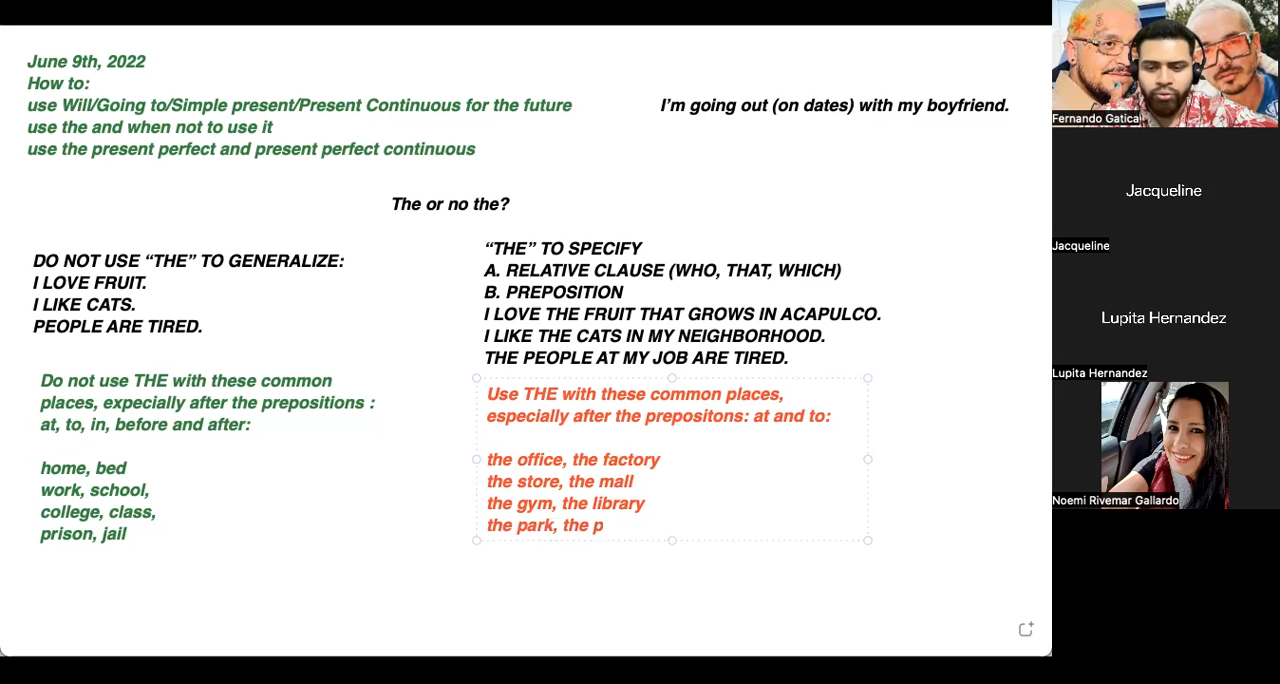 June 9th, 2022
How to:
use Will/Going to/Simple present/Present Continuous for the future
use the and when not to use it
use the present perfect and present perfect continuous
I'm going out (on dates) with my boyfriend.
The or no the?
DO NOT USE “THE” TO GENERALIZE:
I LOVE FRUIT.
I LIKE CATS.
PEOPLE ARE TIRED.
“THE” TO SPECIFY
A. RELATIVE CLAUSE (WHO, THAT, WHICH)
B. PREPOSITION
I LOVE THE FRUIT THAT GROWS IN ACAPULCO.
I LIKE THE CATS IN MY NEIGHBORHOOD.
THE PEOPLE AT MY JOB ARE TIRED.
Do not use THE with these common
places, expecially after the prepositions :
at, to, in, before and after:
home, bed
work, school,
college, class,
prison, jail
Use THE with these common places,
especially after the prepositons: at and to:
the office, the factory
the store, the mall
the gym, the library
the park, the p
Fernando Gatica
Jacqueline
Jacqueline
Lupita Hernandez
Lupita Hernandez
Noemi Rivemar Gallardo